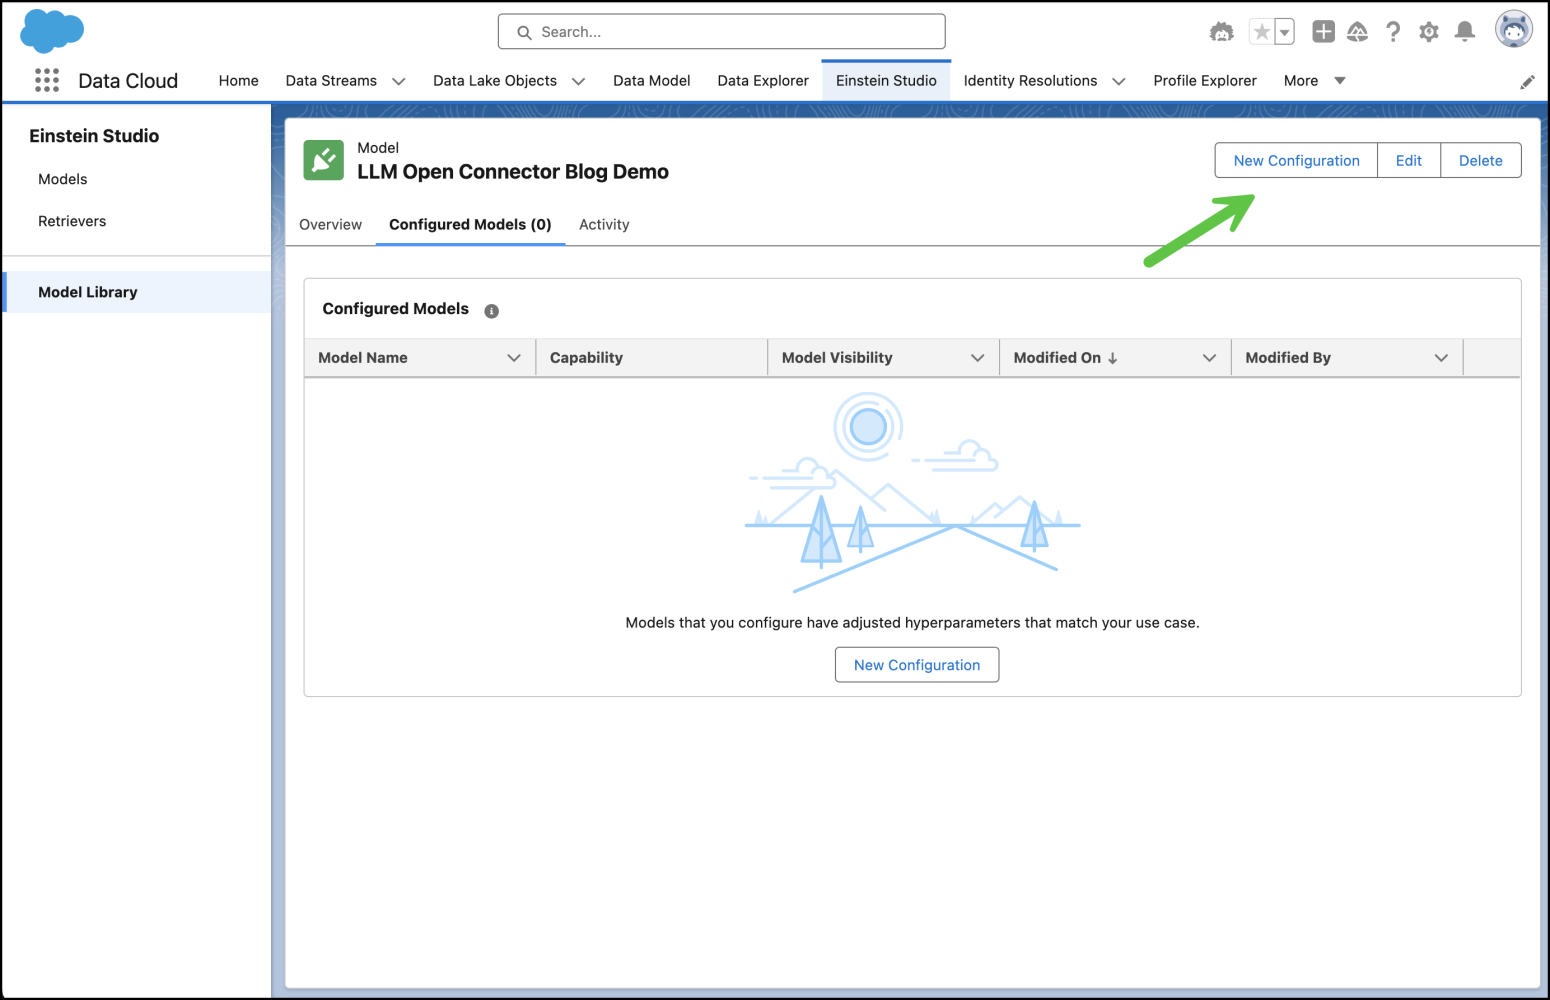 Search...
Data Cloud
Home
Data Streams
Data Lake Objects
Data Model
Data Explorer
Einstein Studio
Identity Resolutions
Profile Explorer
More
Einstein Studio
Models
Retrievers
Model Library
Model
LLM Open Connector Blog Demo
New Configuration
Edit
Delete
Overview
Configured Models (0)
Activity
Configured Models
Model Name
Capability
Model Visibility
Modified On
Modified By
Models that you configure have adjusted hyperparameters that match your use case.
New Configuration